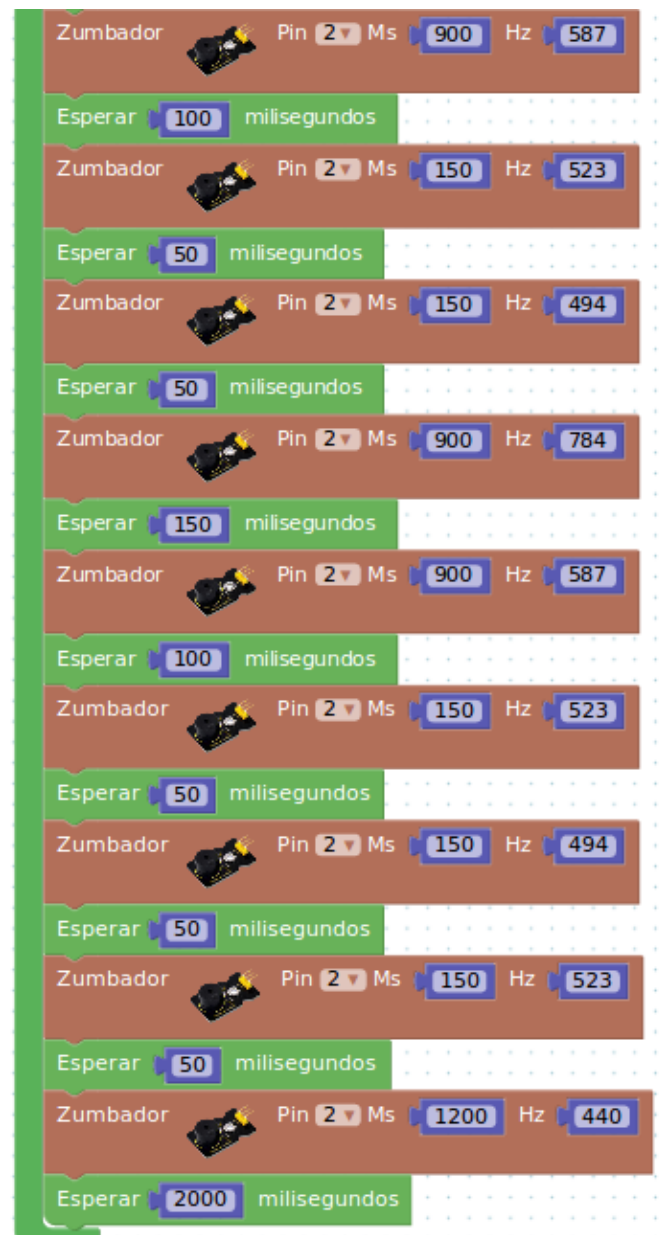 Zumbador Pin 2 Ms 900 Hz 587
Esperar 100 milisegundos
Zumbador Pin 2 Ms 150 Hz 523
Esperar 50 milisegundos
Zumbador Pin 2 Ms 150 Hz 494
Esperar 50 milisegundos
Zumbador Pin 2 Ms 900 Hz 784
Esperar 150 milisegundos
Zumbador Pin 2 Ms 900 Hz 587
Esperar 100 milisegundos
Zumbador Pin 2 Ms 150 Hz 523
Esperar 50 milisegundos
Zumbador Pin 2 Ms 150 Hz 494
Esperar 50 milisegundos
Zumbador Pin 2 Ms 150 Hz 523
Esperar 50 milisegundos
Zumbador Pin 2 Ms 1200 Hz 440
Esperar 2000 milisegundos